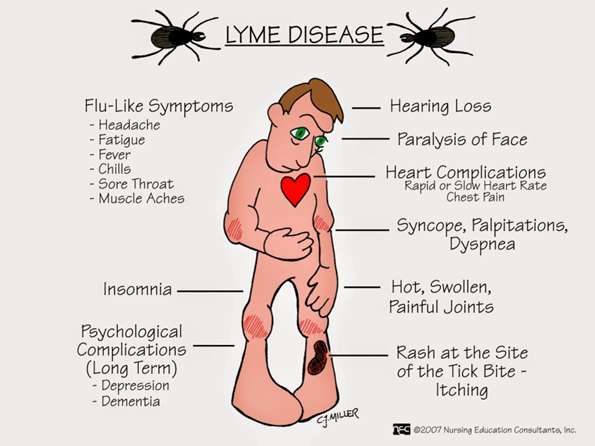 LYME DISEASE
Flu-Like Symptoms
- Headache
- Fatigue
- Fever
- Chills
- Sore Throat
- Muscle Aches
Insomnia
Psychological
Complications
(Long Term)
- Depression
- Dementia
Hearing Loss
Paralysis of Face
Heart Complications
Rapid or Slow Heart Rate
Chest Pain
Syncope, Palpitations,
Dyspnea
Hot, Swollen,
Painful Joints
Rash at the Site
of the Tick Bite -
Itching
C.J. MILLER
NEC ©2007 Nursing Education Consultants, Inc.